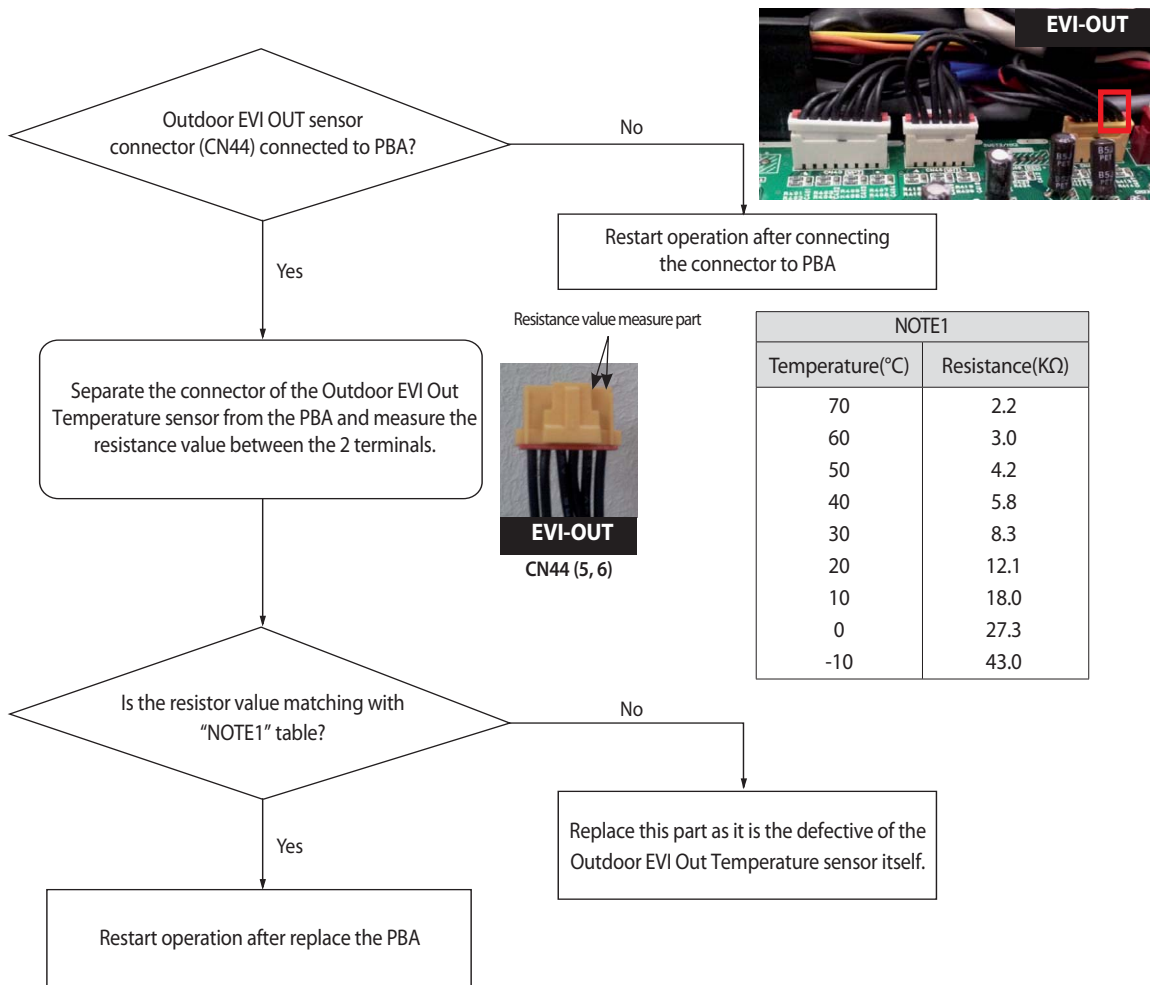 EVI-OUT
Outdoor EVI OUT sensor
connector (CN44) connected to PBA?
No
Restart operation after connecting
the connector to PBA
Yes
Resistance value measure part
Separate the connector of the Outdoor EVI Out
Temperature sensor from the PBA and measure the
resistance value between the 2 terminals.
EVI-OUT
CN44 (5, 6)
NOTE1
Temperature(°C) Resistance(KΩ)
70 2.2
60 3.0
50 4.2
40 5.8
30 8.3
20 12.1
10 18.0
0 27.3
-10 43.0
Is the resistor value matching with
“NOTE1” table?
No
Replace this part as it is the defective of the
Outdoor EVI Out Temperature sensor itself.
Yes
Restart operation after replace the PBA